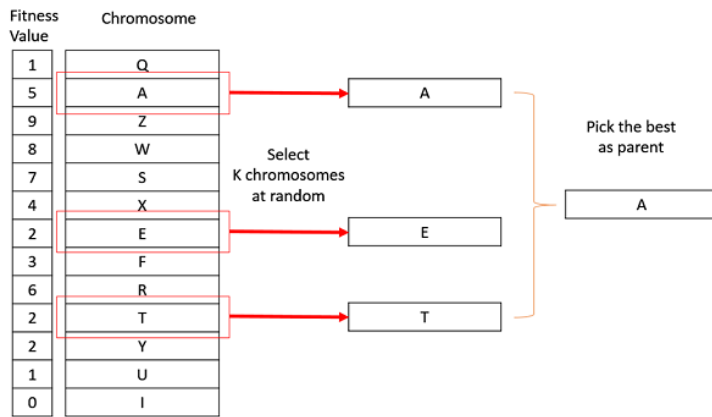 Fitness
Value
Chromosome
1 Q
5 A
9 Z
8 W
7 S
4 X
2 E
3 F
6 R
2 T
2 Y
1 U
0 I
Select
K chromosomes
at random
A
E
T
Pick the best
as parent
A